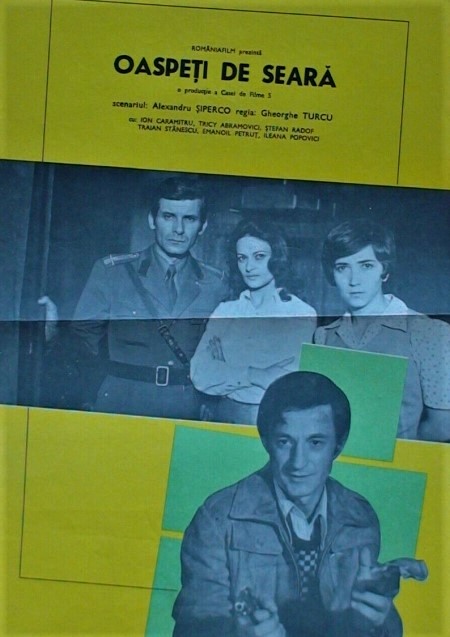 ROMÂNIAFILM prezintă
OASPEȚI DE SEARĂ
o producție a Casei de Filme 5
scenariul: Alexandru ȘIPERCO regia: Gheorghe TURCU
cu: ION CARAMITRU, TRICY ABRAMOVICI, ȘTEFAN RADOF
TRAIAN STĂNESCU, EMANOIL PETRUȚ, ILEANA POPOVICI